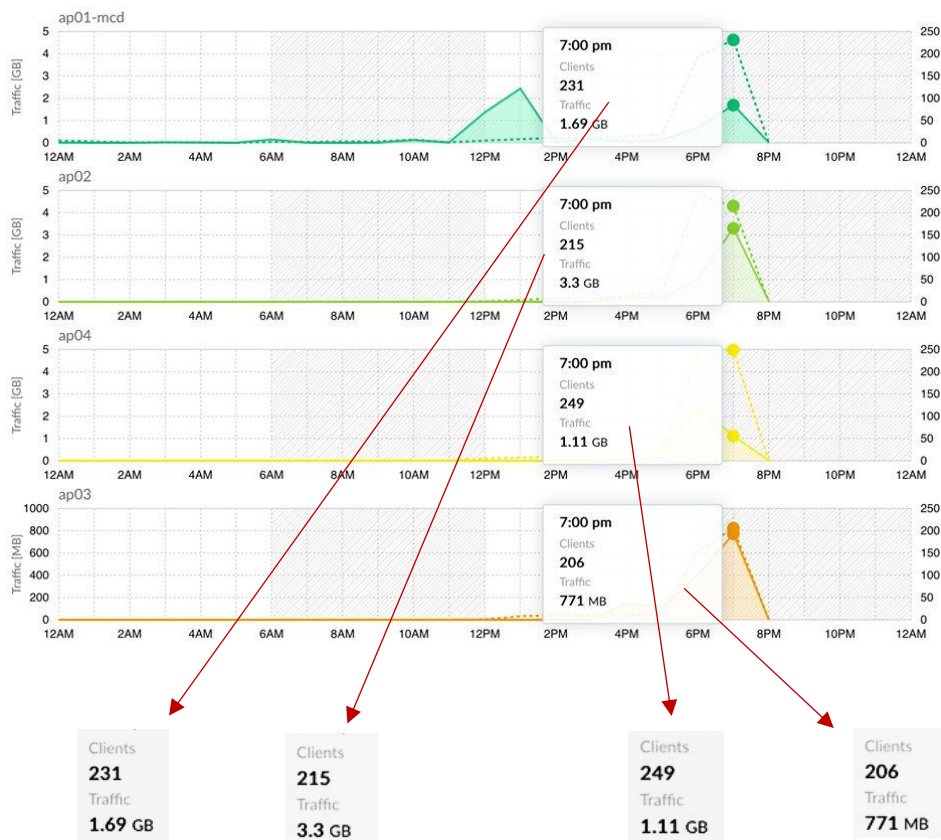 ap01-mcd
Traffic [GB]
5
4
3
2
1
0
250
200
150
100
50
0
12AM 2AM 4AM 6AM 8AM 10AM 12PM 2PM 4PM 6PM 8PM 10PM 12AM
7:00 pm
Clients
231
Traffic
1.69 GB
ap02
Traffic [GB]
5
4
3
2
1
0
250
200
150
100
50
0
12AM 2AM 4AM 6AM 8AM 10AM 12PM 2PM 4PM 6PM 8PM 10PM 12AM
7:00 pm
Clients
215
Traffic
3.3 GB
ap04
Traffic [GB]
5
4
3
2
1
0
250
200
150
100
50
0
12AM 2AM 4AM 6AM 8AM 10AM 12PM 2PM 4PM 6PM 8PM 10PM 12AM
7:00 pm
Clients
249
Traffic
1.11 GB
ap03
Traffic [MB]
1000
800
600
400
200
0
250
200
150
100
50
0
12AM 2AM 4AM 6AM 8AM 10AM 12PM 2PM 4PM 6PM 8PM 10PM 12AM
7:00 pm
Clients
206
Traffic
771 MB
Clients
231
Traffic
1.69 GB
Clients
215
Traffic
3.3 GB
Clients
249
Traffic
1.11 GB
Clients
206
Traffic
771 MB